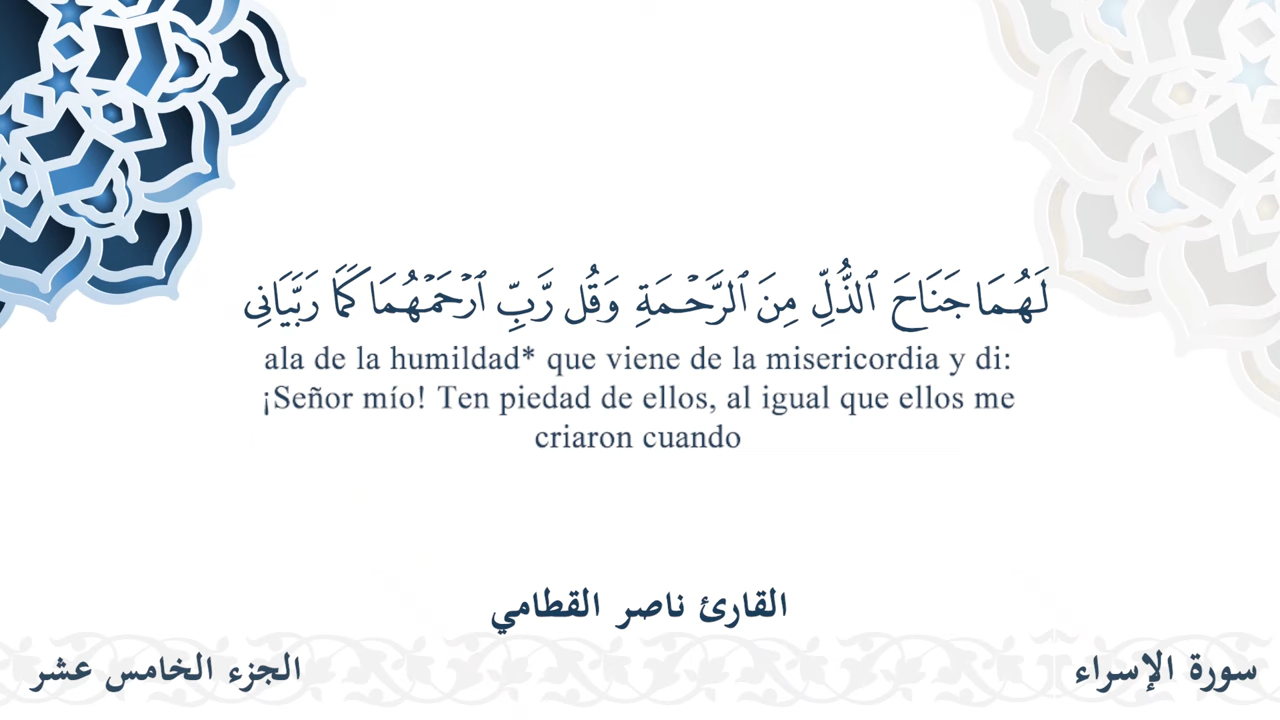 لَهُمَا جَنَاحَ ٱلذُّلِّ مِنَ ٱلرَّحْمَةِ وَقُل رَّبِّ ٱرْحَمْهُمَا كَمَا رَبَّيَانِى
ala de la humildad* que viene de la misericordia y di:
¡Señor mío! Ten piedad de ellos, al igual que ellos me
criaron cuando
القارئ ناصر القطامي
سورة الإسراء
الجزء الخامس عشر